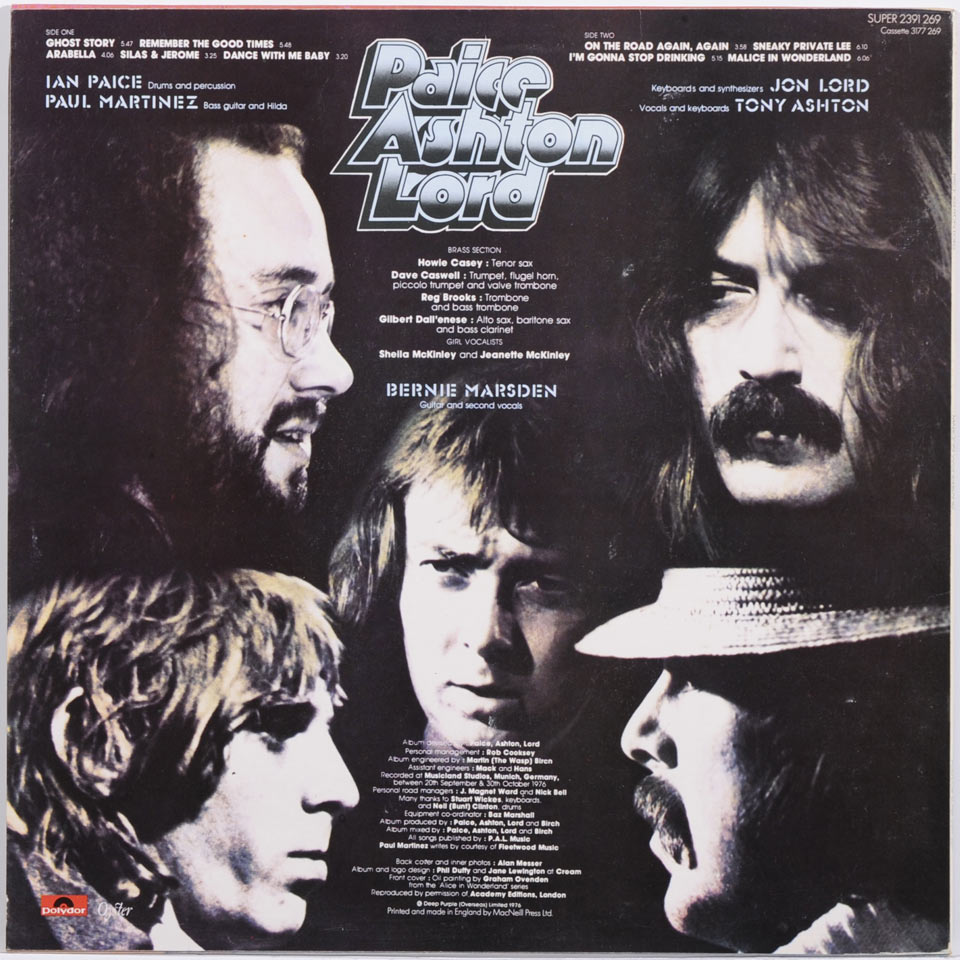 SIDE ONE
GHOST STORY 5.47 REMEMBER THE GOOD TIMES 5.48
ARABELLA 4.06 SILAS & JEROME 3.25 DANCE WITH ME BABY 3.20
IAN PAICE Drums and percussion
PAUL MARTINEZ Bass guitar and Hilda
Paice
Ashton
Lord
SUPER 2391 269
Cassette 3177 269
SIDE TWO
ON THE ROAD AGAIN, AGAIN 3.58 SNEAKY PRIVATE LEE 6.10
I'M GONNA STOP DRINKING 5.15 MALICE IN WONDERLAND 6.06
Keyboards and synthesizers JON LORD
Vocals and keyboards TONY ASHTON
BRASS SECTION
Howie Casey : Tenor sax
Dave Caswell : Trumpet, flugel horn,
piccolo trumpet and valve trombone
Reg Brooks : Trombone
and bass trombone
Gilbert Dall'enese : Alto sax, baritone sax
and bass clarinet
GIRL VOCALISTS
Sheila McKinley and Jeanette McKinley
BERNIE MARSDEN
Guitar and second vocals
Album by : Paice, Ashton, Lord
Personal management : Rob Cooksey
Album engineered by : Martin (The Wasp) Birch
Assistant engineers : Mack and Hans
Recorded at Musicland Studios, Munich, Germany,
between 20th September & 30th October 1976
Personal road managers : J. Magnet Ward and Nick Bell
Many thanks to Stuart Wickes, keyboards,
and Neil (Bunt) Clinton, drums
Equipment co-ordinator : Baz Marshall
Album produced by : Paice, Ashton, Lord and Birch
Album mixed by : Paice, Ashton, Lord and Birch
All songs published by : P.A.L. Music
Paul Martinez writes by courtesy of Fleetwood Music
Back cover and inner photos : Alan Messer
Album and logo design : Phil Duffy and Jane Lewington at Cream
Front cover : Oil painting by Graham Ovenden
from the 'Alice in Wonderland' series
Reproduced by permission of Academy Editions, London
℗ Deep Purple (Overseas) Limited 1976
Printed and made in England by MacNeill Press Ltd.
polydor
Oyster